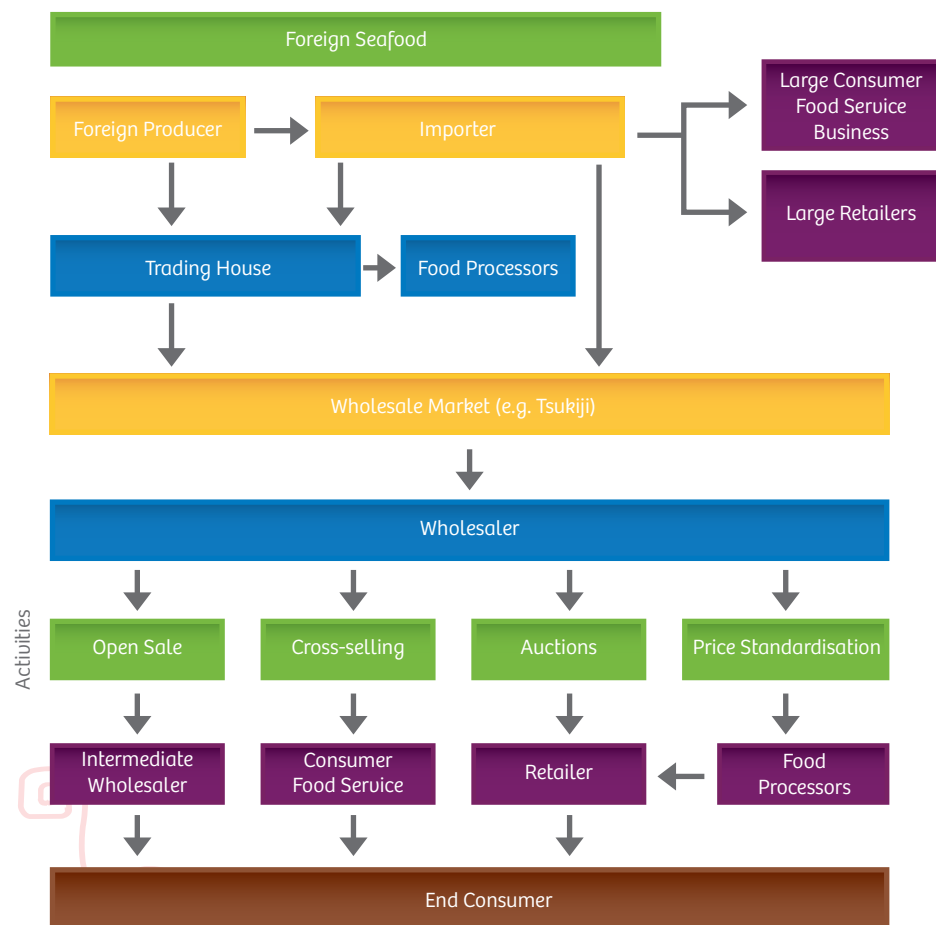 Foreign Seafood
Large Consumer
Food Service
Business
Foreign Producer
Importer
Large Retailers
Trading House
Food Processors
Wholesale Market (e.g. Tsukiji)
Wholesaler
Activities
Open Sale
Cross-selling
Auctions
Price Standardisation
Intermediate
Wholesaler
Consumer
Food Service
Retailer
Food
Processors
End Consumer